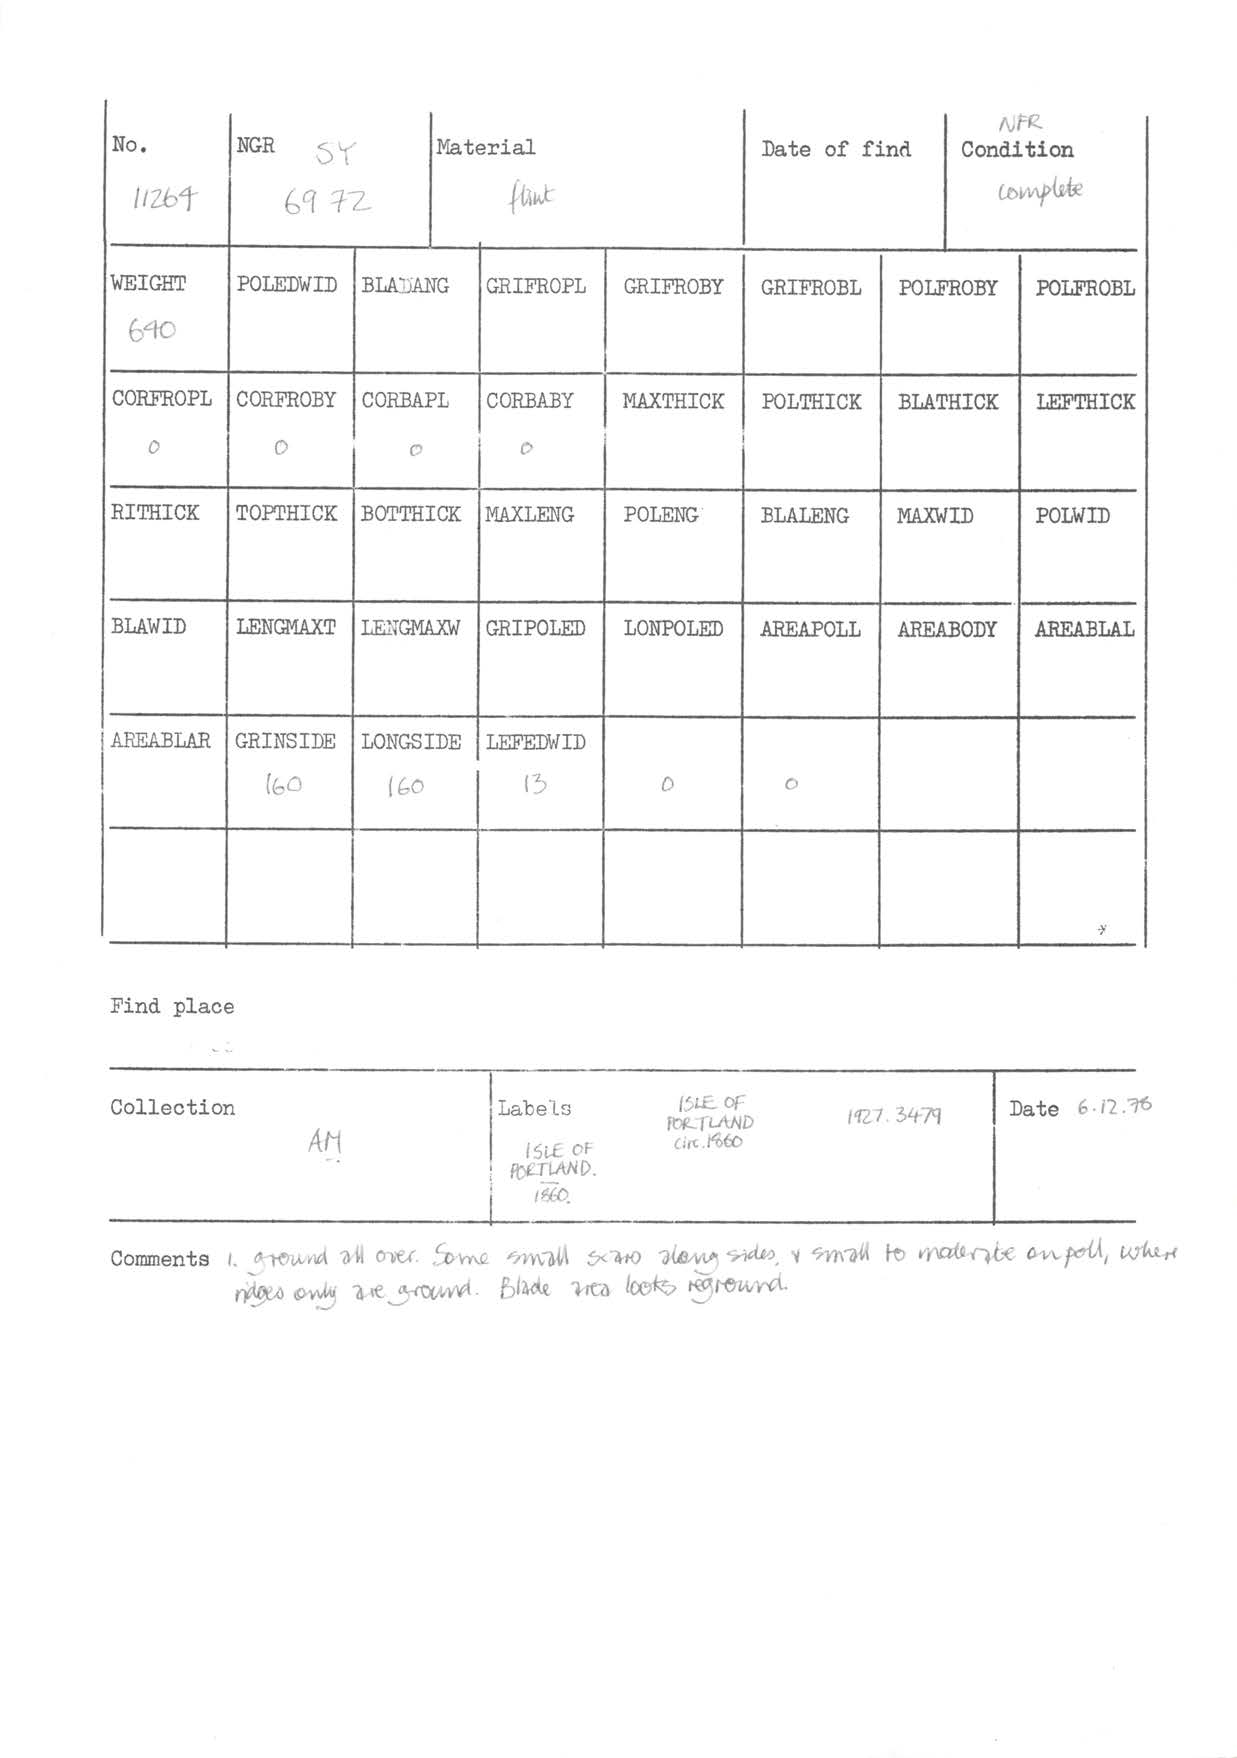 No. NGR SY Material Date of find NFR Condition
11264 69 72 flint complete
WEIGHT POLEDWID BLADANG GRIFROPL GRIFROBY GRIFROBL POLFROBY POLFROBL
640
CORFROPL CORFROBY CORBAPL CORBABY MAXTHICK POLTHICK BLATHICK LEFTHICK
0 0 0 0
RITHICK TOPTHICK BOTTHICK MAXLENG POLENG BLALENG MAXWID POLWID
BLAWID LENGMAXT LENGMAXW GRIPOLED LONPOLED AREAPOLL AREABODY AREABLAL
AREABLAR GRINSIDE LONGSIDE LEFEDWID
160 160 13 0 0
Find place
Collection
AM
Labels
ISLE OF
PORTLAND.
1860.
ISLE OF
PORTLAND
circ. 1860
1927.3479
Date 6.12.78
Comments 1. ground all over. Some small scars along sides, & small to moderate on poll, where
ridges only are ground. Blade area looks reground.